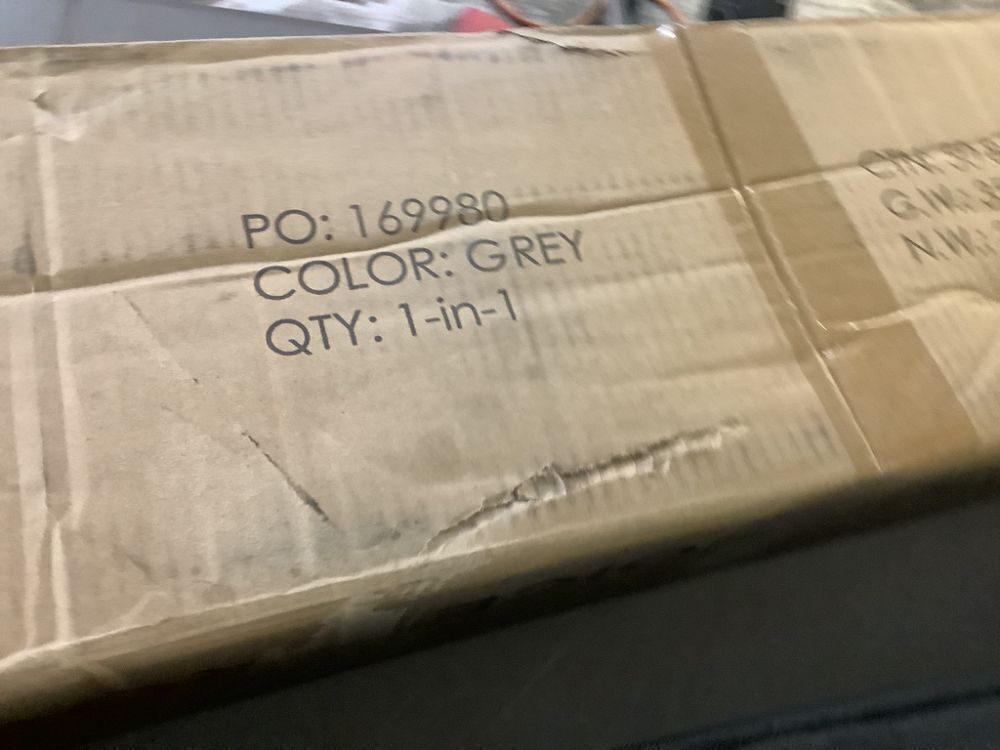 PO: 169980
COLOR: GREY
QTY: 1-in-1
G.W.:
N.W.: